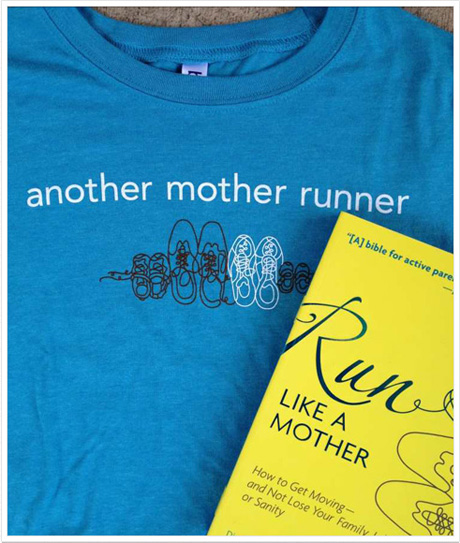 another mother runner
"[A] bible for active
Run
LIKE A
MOTHER
How to Get Moving—
and Not Lose Your Family,
or Sanity